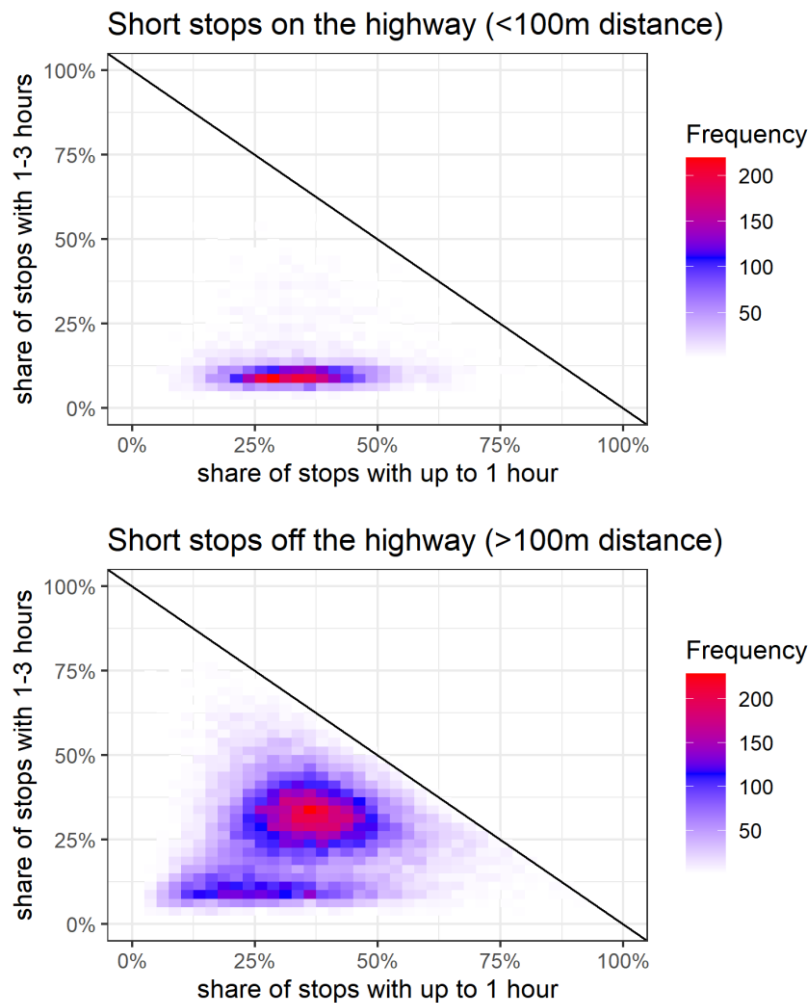 Short stops on the highway (<100m distance)
share of stops with 1-3 hours
100%
75%
50%
25%
0%
0% 25% 50% 75% 100%
share of stops with up to 1 hour
Frequency
200
150
100
50
Short stops off the highway (>100m distance)
share of stops with 1-3 hours
100%
75%
50%
25%
0%
0% 25% 50% 75% 100%
share of stops with up to 1 hour
Frequency
200
150
100
50